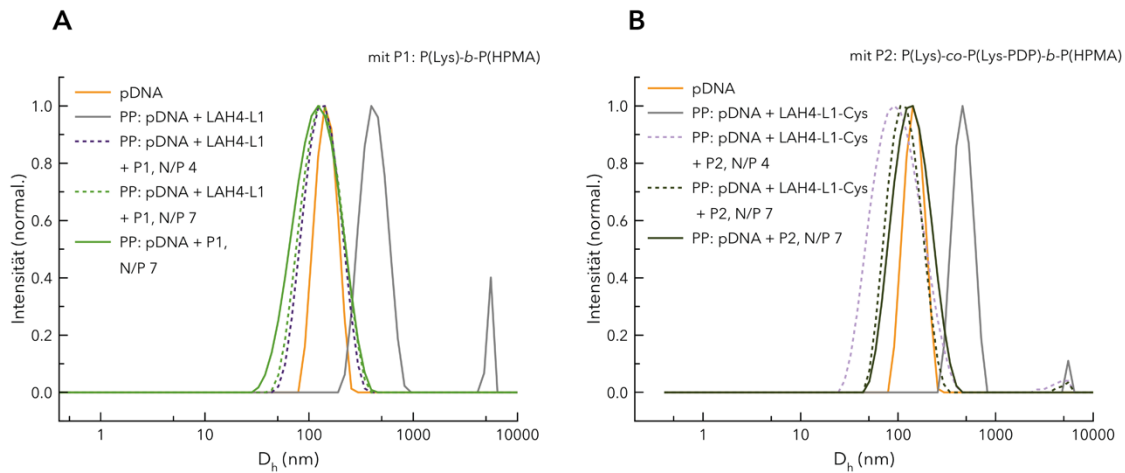 A
mit P1: P(Lys)-b-P(HPMA)
pDNA
PP: pDNA + LAH4-L1
PP: pDNA + LAH4-L1
+ P1, N/P 4
PP: pDNA + LAH4-L1
+ P1, N/P 7
PP: pDNA + P1,
N/P 7
Intensität (normal.)
1.0
0.8
0.6
0.4
0.2
0.0
1
10
100
1000
10000
Dh (nm)
B
mit P2: P(Lys)-co-P(Lys-PDP)-b-P(HPMA)
pDNA
PP: pDNA + LAH4-L1-Cys
PP: pDNA + LAH4-L1-Cys
+ P2, N/P 4
PP: pDNA + LAH4-L1-Cys
+ P2, N/P 7
PP: pDNA + P2, N/P 7
Intensität (normal.)
1.0
0.8
0.6
0.4
0.2
0.0
1
10
100
1000
10000
Dh (nm)